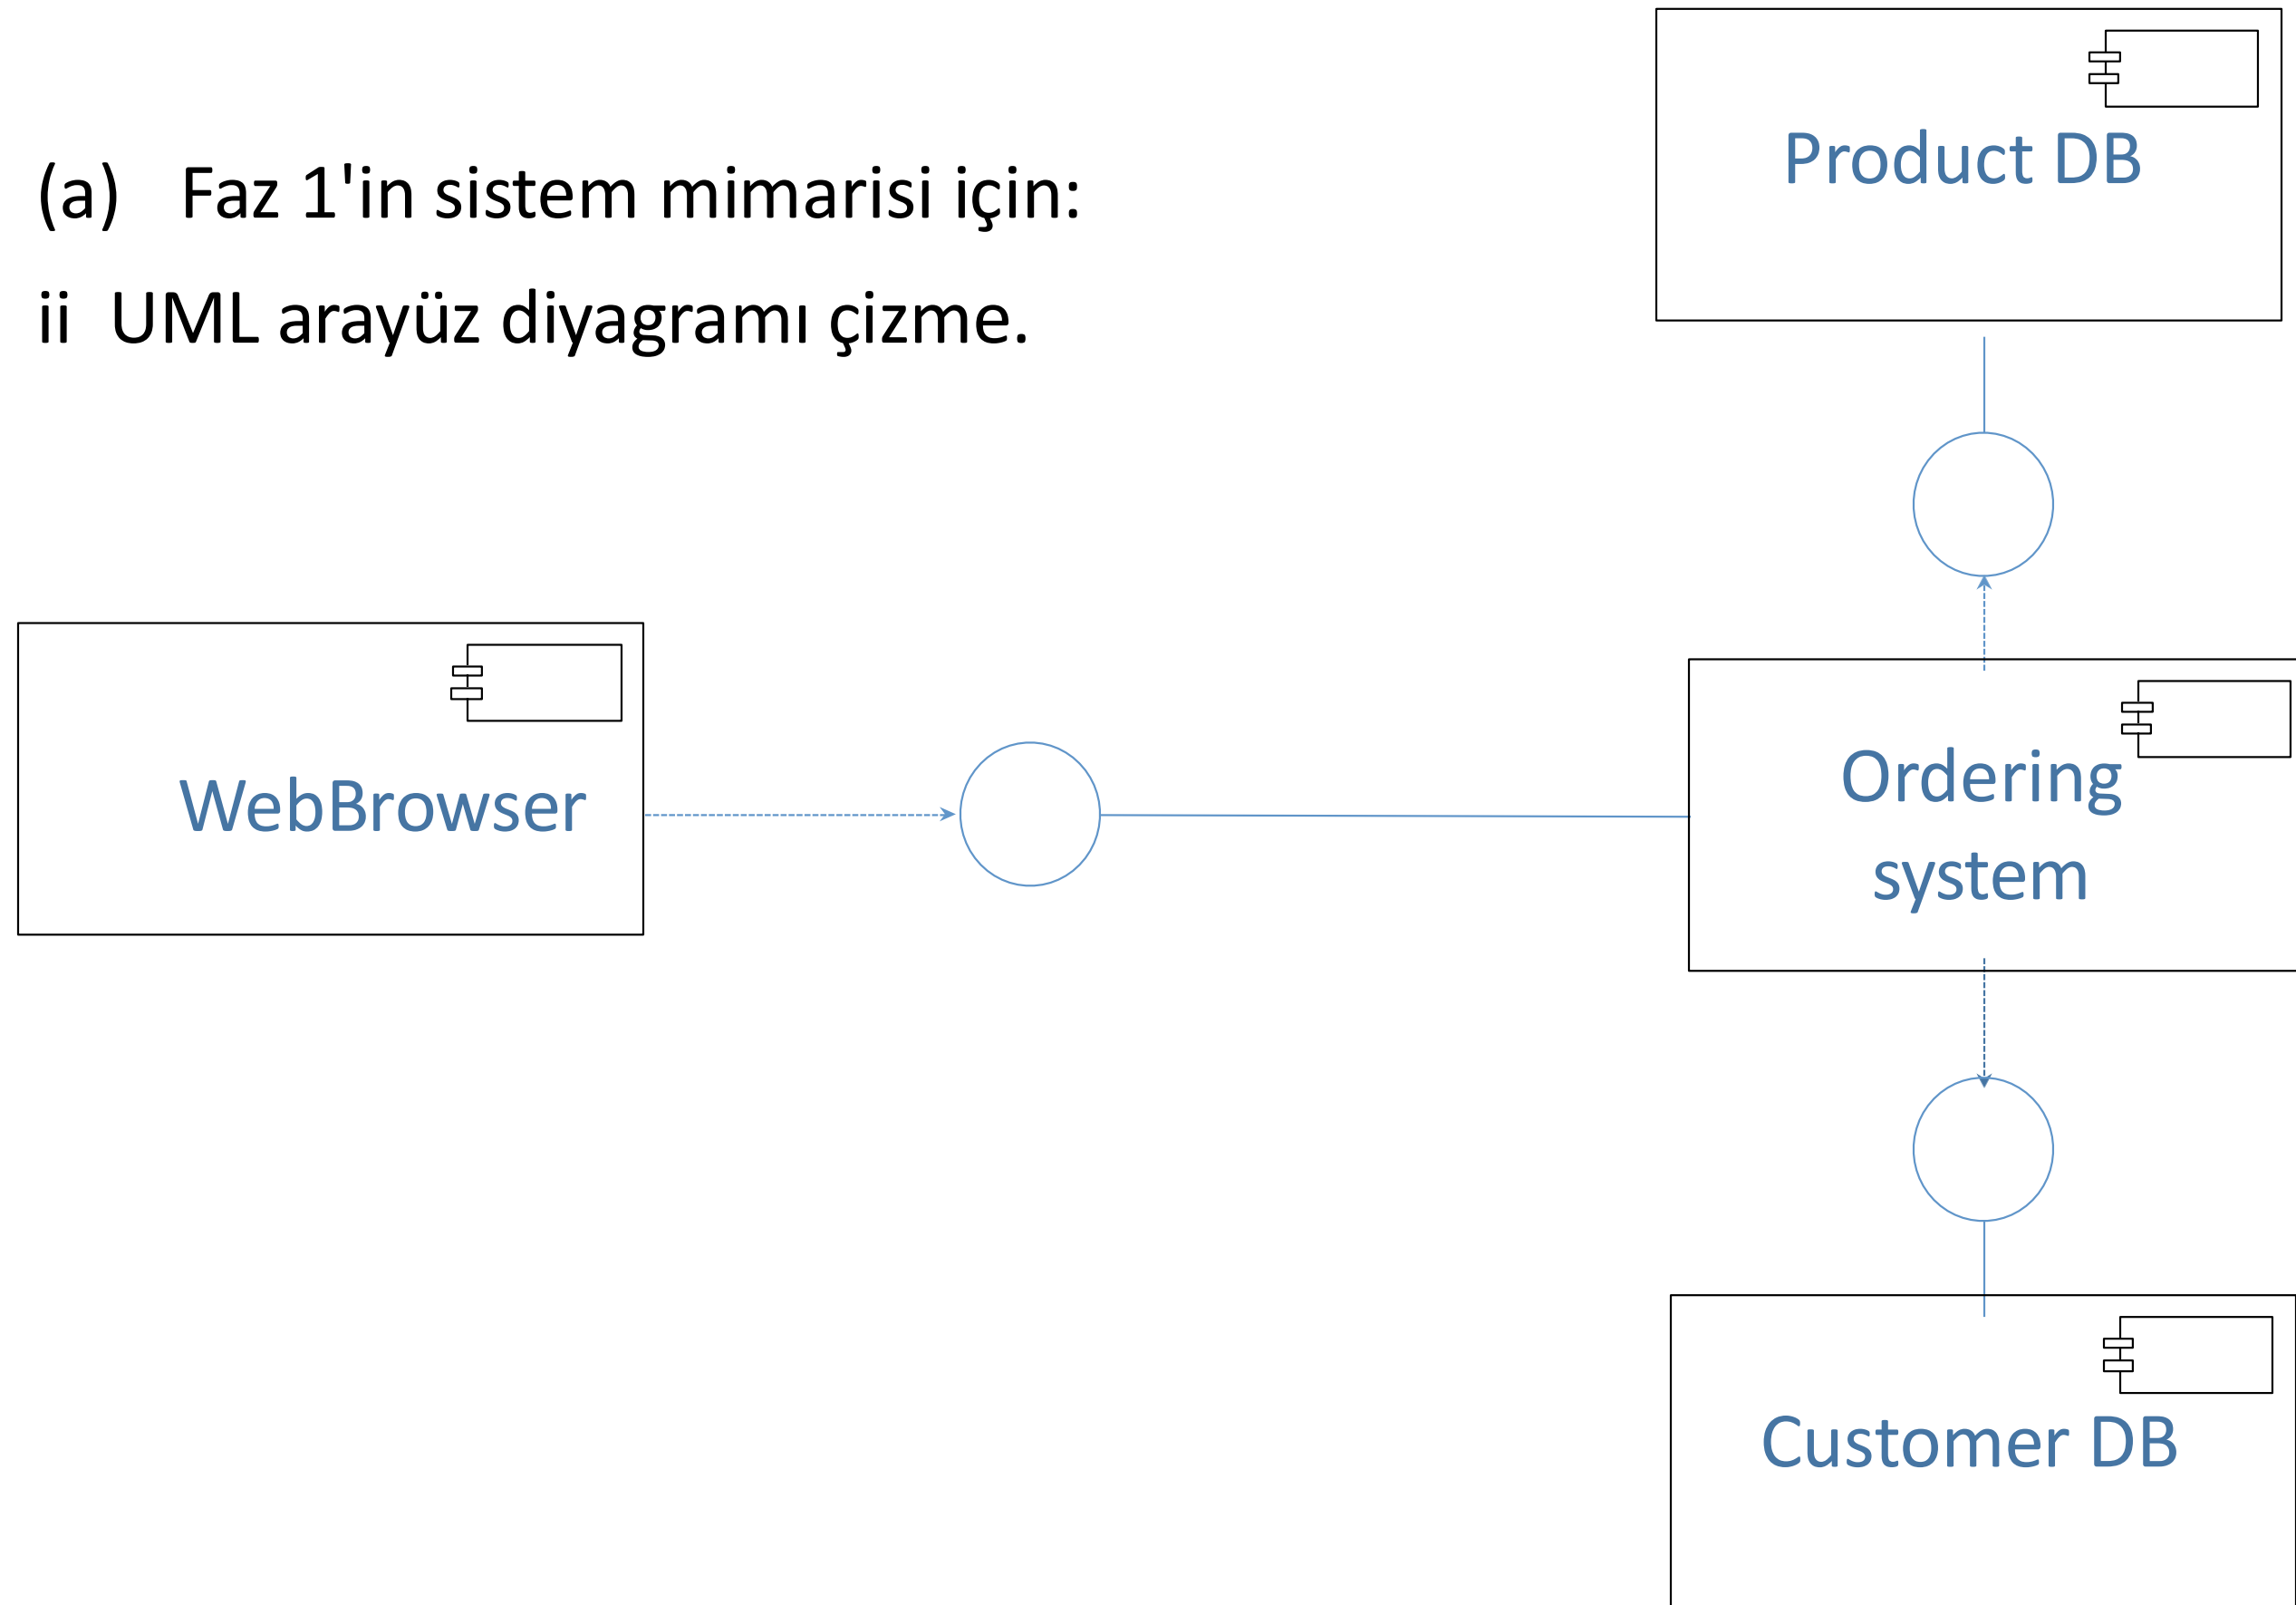 (a) Faz 1'in sistem mimarisi için:
ii UML arayüz diyagramı çizme.
Product DB
WebBrowser
Ordering
system
Customer DB